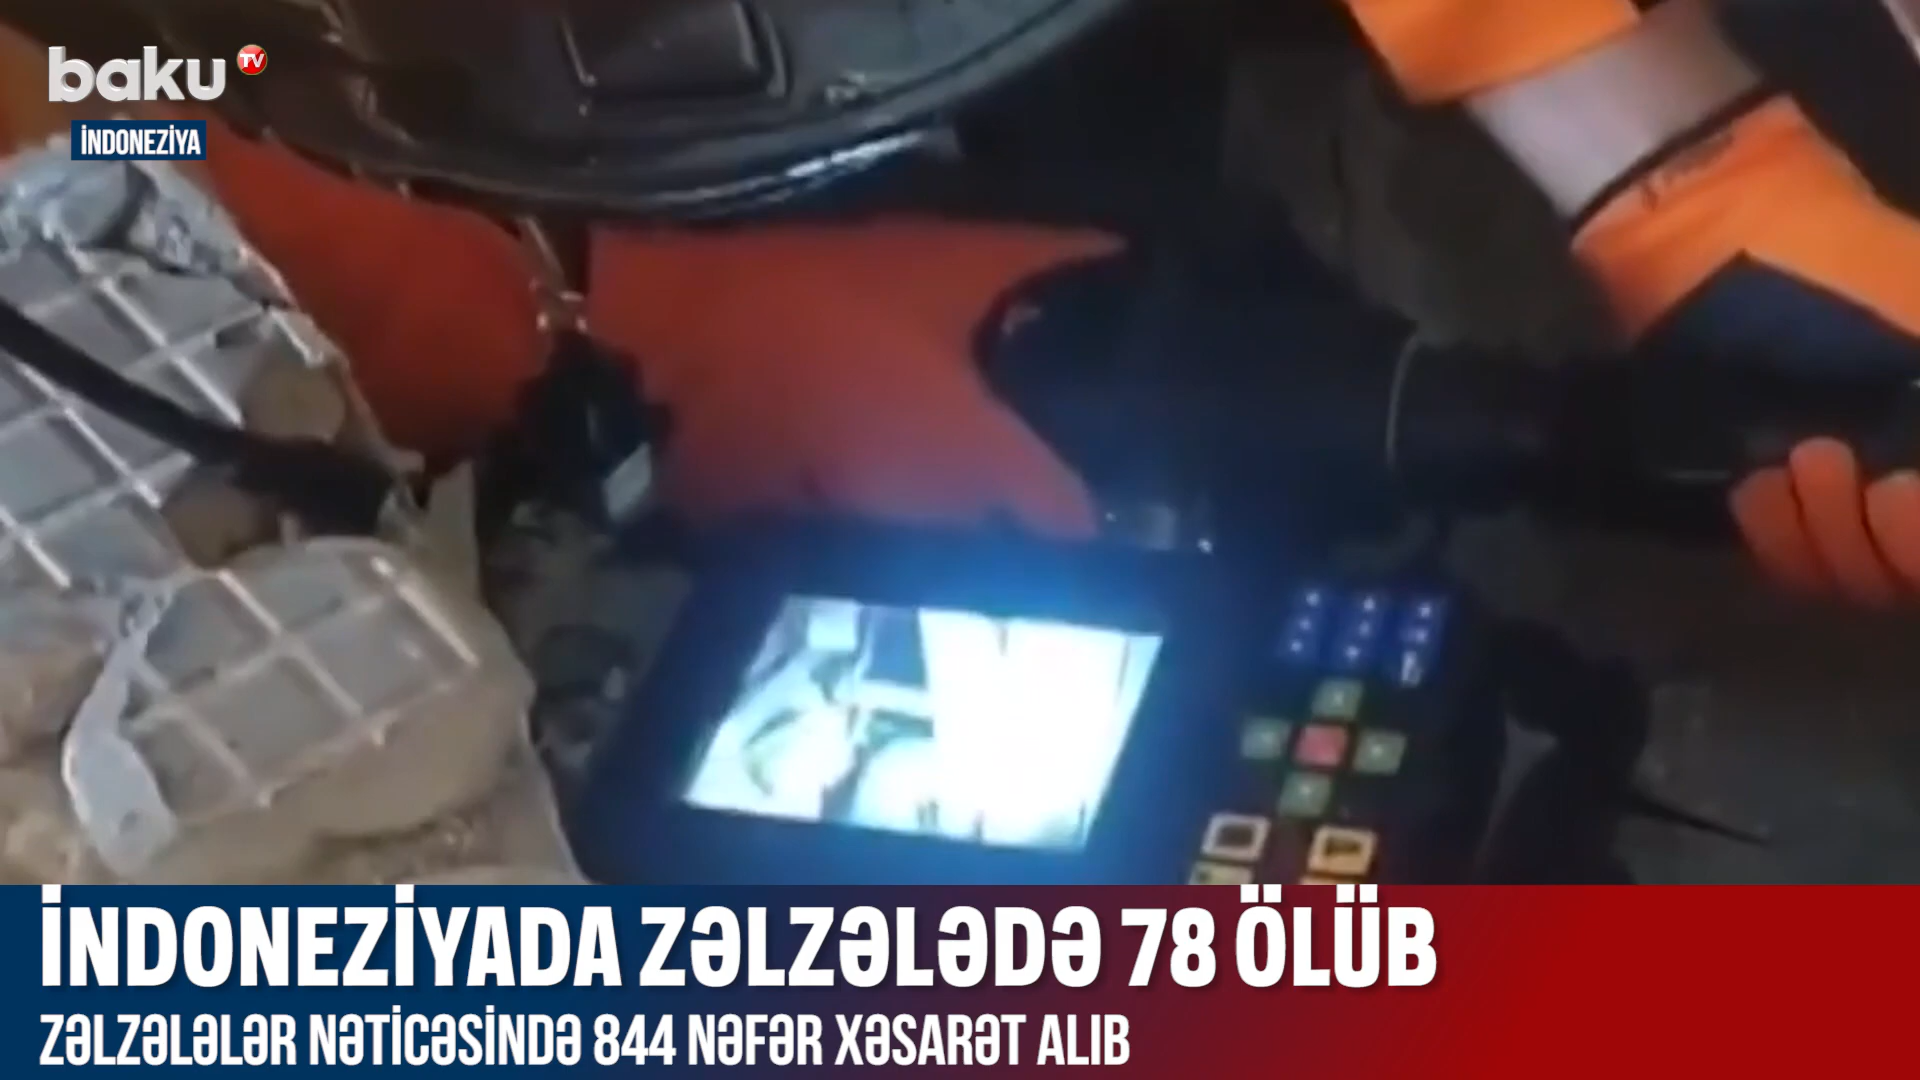 baku TV
İNDONEZİYA
İNDONEZİYADA ZƏLZƏLƏDƏ 78 ÖLÜB
ZƏLZƏLƏLƏR NƏTİCƏSİNDƏ 844 NƏFƏR XƏSARƏT ALIB